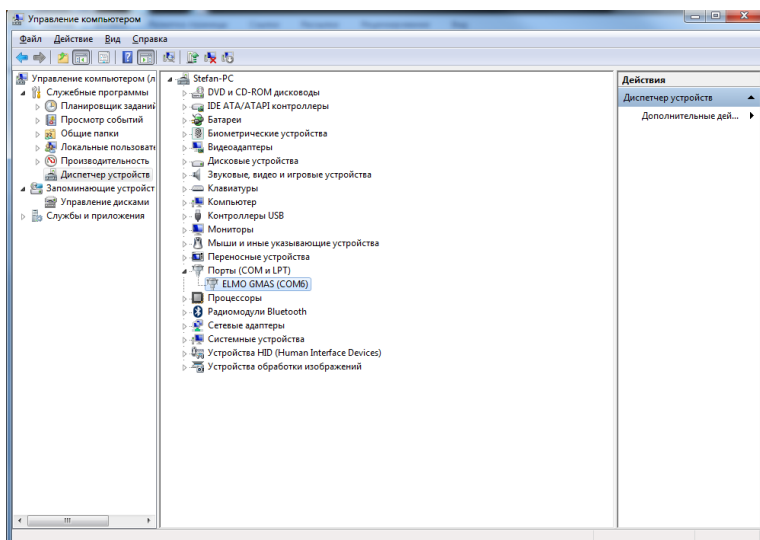 Управление компьютером
Файл Действие Вид Справка
Управление компьютером (л
Служебные программы
Планировщик заданий
Просмотр событий
Общие папки
Локальные пользовате
Производительность
Диспетчер устройств
Запоминающие устройст
Управление дисками
Службы и приложения
Stefan-PC
DVD и CD-ROM дисководы
IDE ATA/ATAPI контроллеры
Батареи
Биометрические устройства
Видеоадаптеры
Дисковые устройства
Звуковые, видео и игровые устройства
Клавиатуры
Компьютер
Контроллеры USB
Мониторы
Мыши и иные указывающие устройства
Переносные устройства
Порты (COM и LPT)
ELMO GMAS (COM6)
Процессоры
Радиомодули Bluetooth
Сетевые адаптеры
Системные устройства
Устройства HID (Human Interface Devices)
Устройства обработки изображений
Действия
Диспетчер устройств
Дополнительные дей...